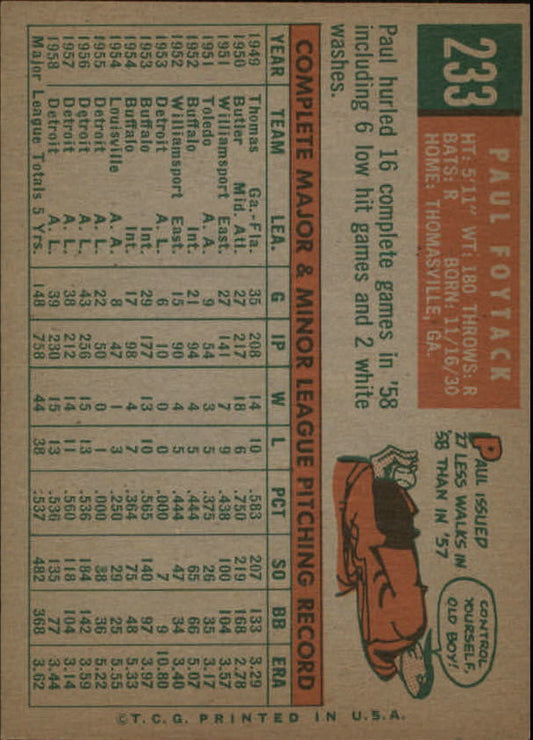 233
PAUL FOYTACK
HT: 5'11" WT: 180 THROWS: R
BATS: R BORN: 11/16/30
HOME: THOMASVILLE, GA.
Paul hurled 16 complete games in '58
including 6 low hit games and 2 white
washes.
PAUL ISSUED
27 LESS WALKS IN
'58 THAN IN '57
CONTROL
YOURSELF,
OLD BOY!
COMPLETE MAJOR & MINOR LEAGUE PITCHING RECORD
YEAR TEAM LEA. G IP W L PCT SO BB ERA
1949 Thomas Ga.-Fla. 35 208 14 10 .583 207 133 3.29
1950 Butler Mid Atl. 27 217 18 6 .750 219 168 2.78
1951 Williamsport East. 27 141 7 9 .438 100 104 3.57
1951 Toledo A. A. 9 54 3 5 .375 26 35 3.17
1952 Buffalo Int. 21 94 4 5 .444 65 66 5.07
1952 Williamsport East. 15 90 4 5 .444 47 34 3.40
1953 Detroit A. L. 6 10 0 0 .000 7 9 10.80
1953 Buffalo Int. 29 177 13 10 .565 140 97 3.97
1954 Buffalo Int. 17 98 4 7 .364 75 48 5.33
1954 Louisville A. A. 8 47 1 3 .250 29 25 5.55
1955 Detroit A. L. 22 50 0 1 .000 38 36 5.22
1956 Detroit A. L. 43 256 15 13 .536 184 142 3.59
1957 Detroit A. L. 38 212 14 11 .560 118 104 3.14
1958 Detroit A. L. 39 230 15 13 .536 135 77 3.44
Major League Totals 5 Yrs. 148 758 44 38 .537 482 368 3.62
©T.C.G. PRINTED IN U.S.A.